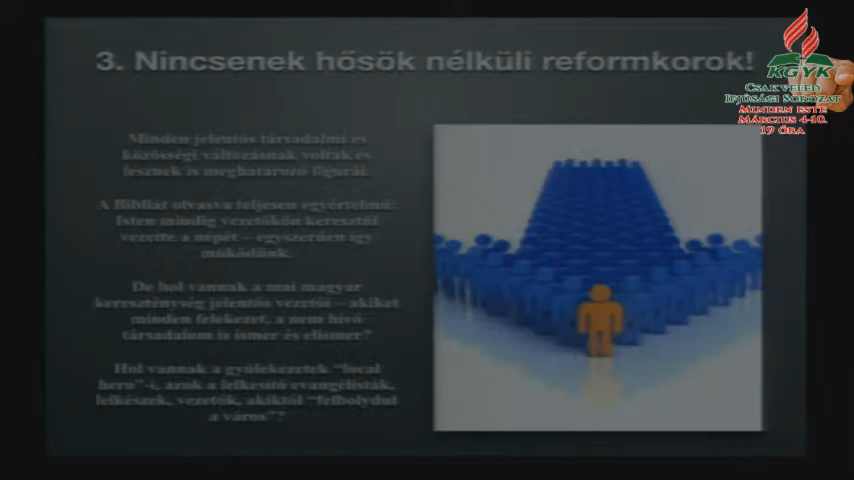 3. Nincsenek hősök nélküli reformkorok!
KGYK
Csak veled
Ifjúsági Sorozat
Minden este
Március 4-10.
19 óra
Minden jelentős társadalmi és
közösségi változásnak voltak és
lesznek is meghatározó figurái.
A Bibliát olvasva teljesen egyértelmű:
Isten mindig vezetőkön keresztül
vezette a népét – egyszerűen így
működünk.
De hol vannak a mai magyar
kereszténység jelentős vezetői – akiket
minden felekezet, a nem hívő
társadalom is ismer és elismer?
Hol vannak a gyülekezetek "local
hero"-i, azok a lelkesítő evangélisták,
lelkészek, vezetők, akiktől "felbolydul
a város"?